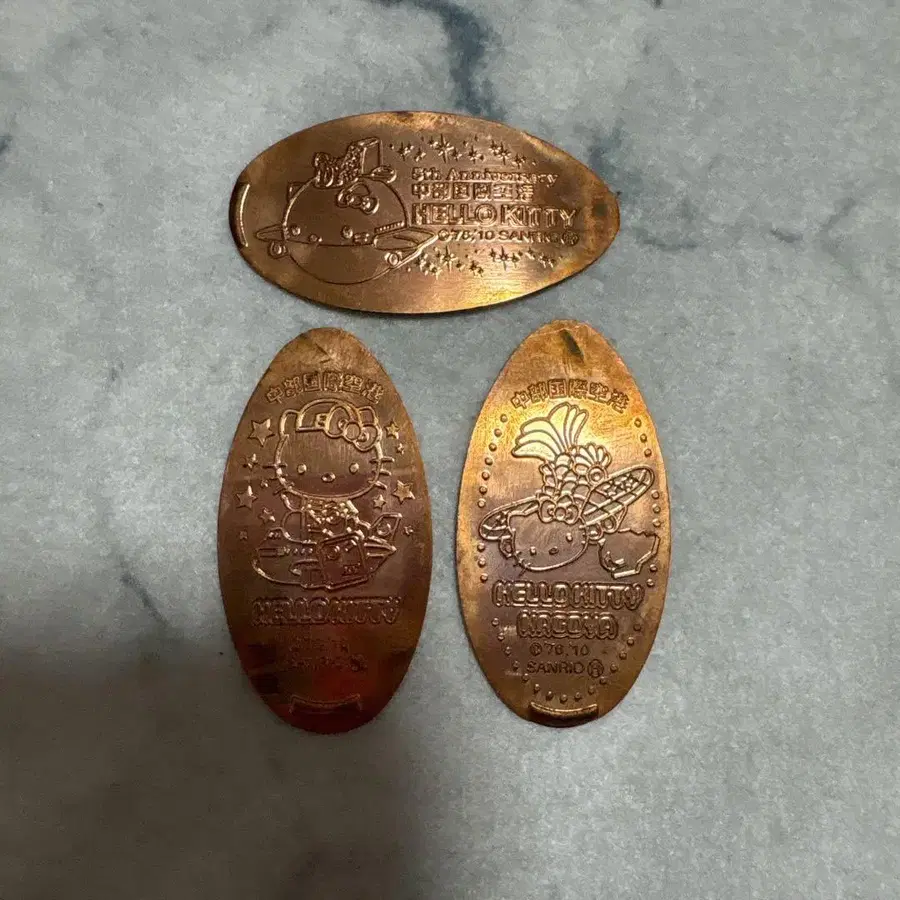 5th Anniversary
中部国際空港
HELLO KITTY
©'76,'10 SANRIO Ⓗ
中部国際空港
HELLO KITTY
中部国際空港
HELLO KITTY
NAGOYA
©'76,'10
SANRIO Ⓗ